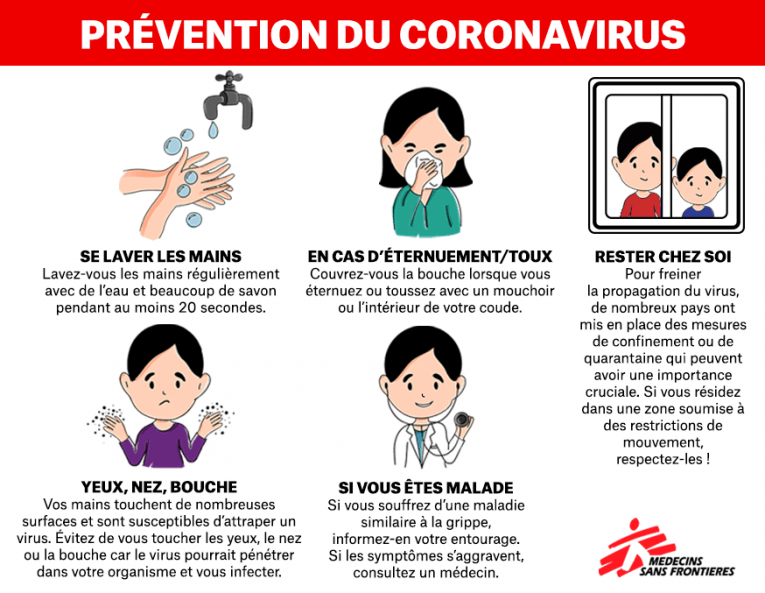 PRÉVENTION DU CORONAVIRUS
SE LAVER LES MAINS
Lavez-vous les mains régulièrement
avec de l'eau et beaucoup de savon
pendant au moins 20 secondes.
EN CAS D'ÉTERNUEMENT/TOUX
Couvrez-vous la bouche lorsque vous
éternuez ou toussez avec un mouchoir
ou l'intérieur de votre coude.
RESTER CHEZ SOI
Pour freiner
la propagation du virus,
de nombreux pays ont
mis en place des mesures
de confinement ou de
quarantaine qui peuvent
avoir une importance
cruciale. Si vous résidez
dans une zone soumise à
des restrictions de
mouvement,
respectez-les !
YEUX, NEZ, BOUCHE
Vos mains touchent de nombreuses
surfaces et sont susceptibles d'attraper un
virus. Évitez de vous toucher les yeux, le nez
ou la bouche car le virus pourrait pénétrer
dans votre organisme et vous infecter.
SI VOUS ÊTES MALADE
Si vous souffrez d'une maladie
similaire à la grippe,
informez-en votre entourage.
Si les symptômes s'aggravent,
consultez un médecin.
MEDECINS
SANS FRONTIERES